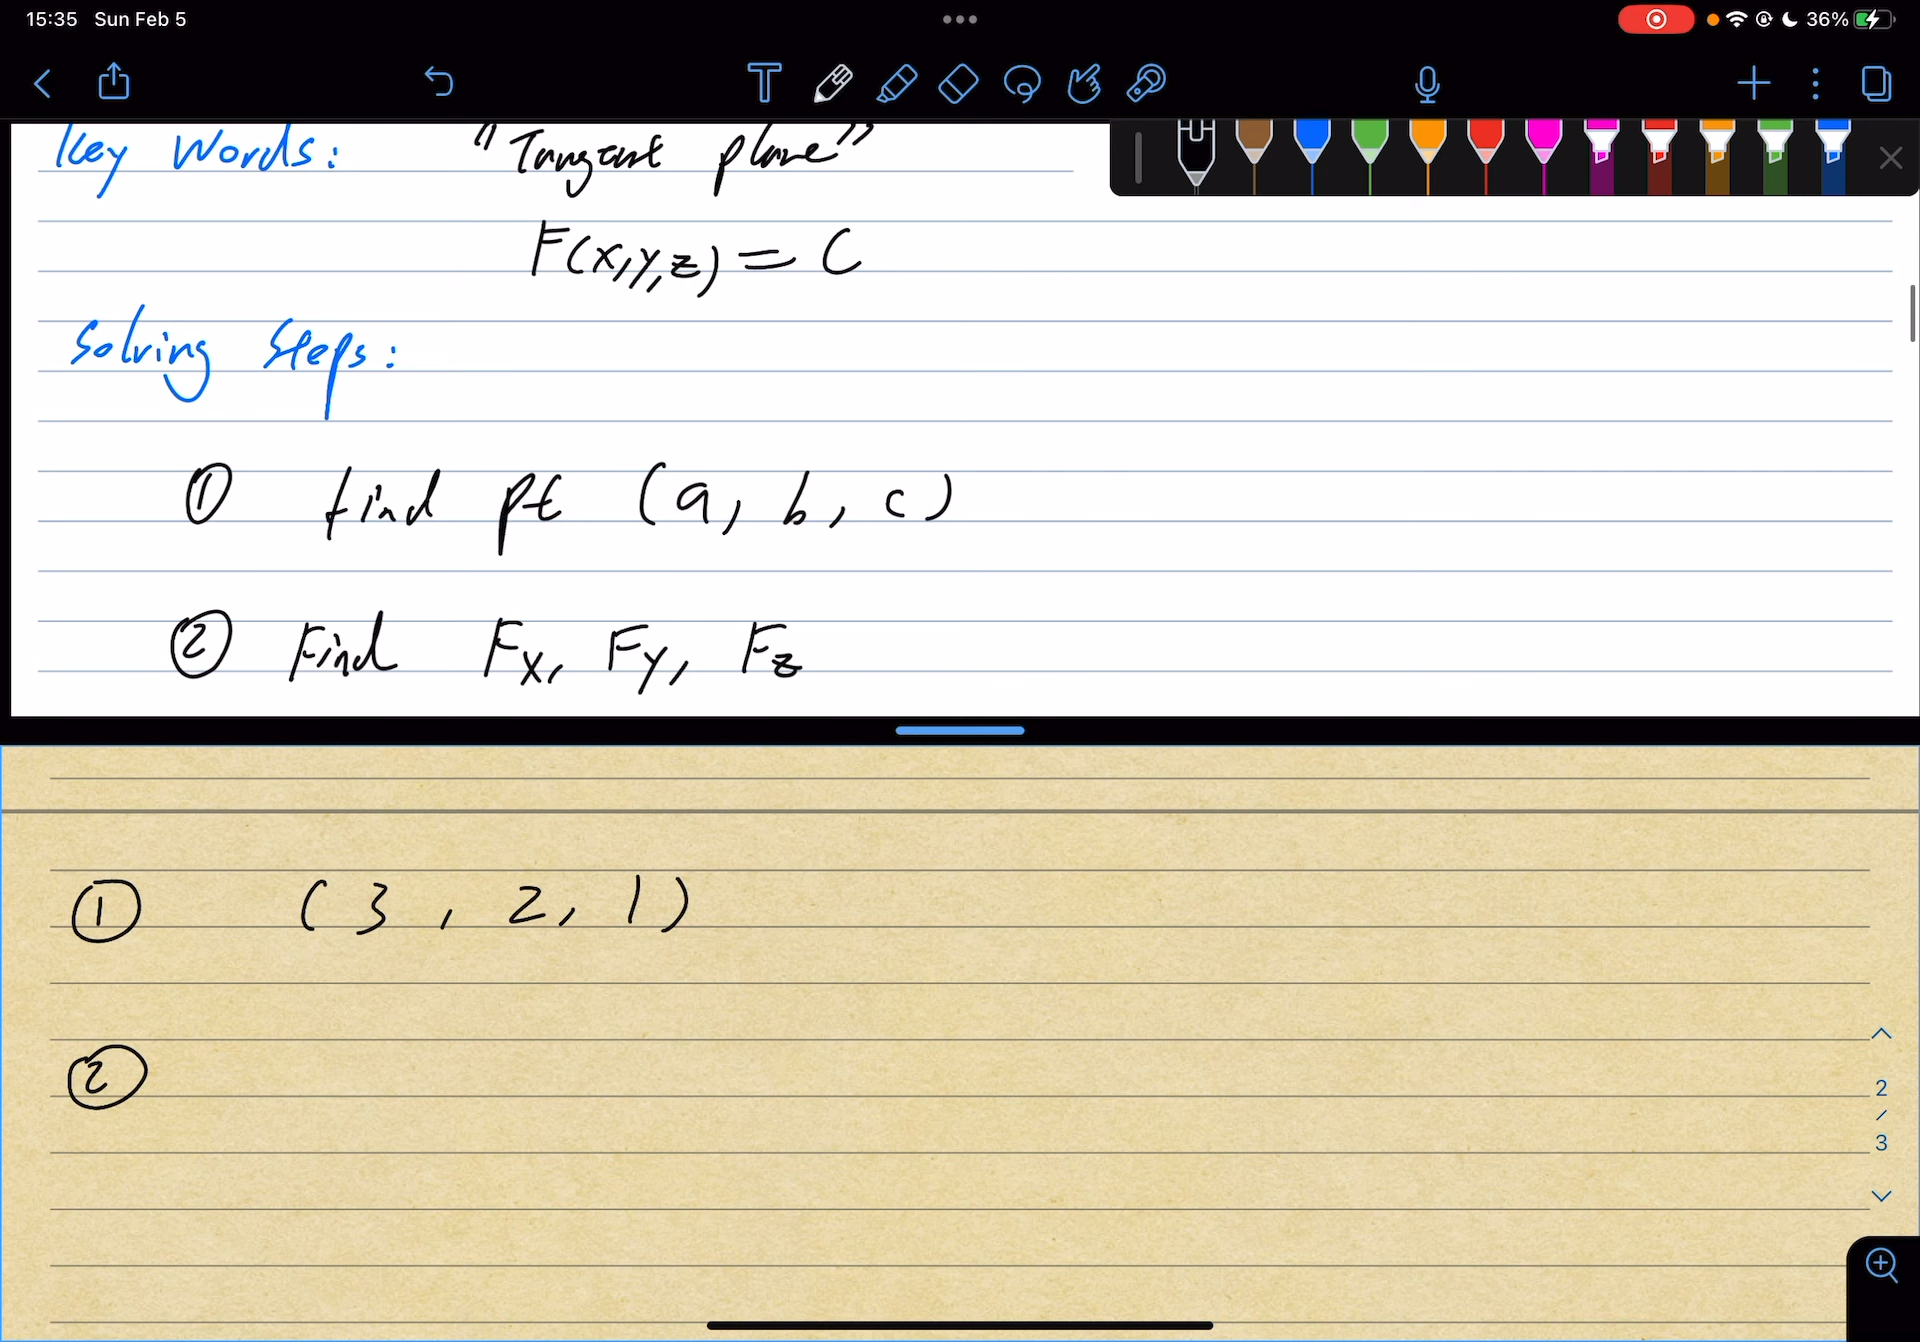 15:35 Sun Feb 5 36%
Key Words: "Tangent plane"
F(x,y,z) = C
Solving Steps:
① find pt (a, b, c)
② Find Fx, Fy, Fz
① (3, 2, 1)
②
2
/
3